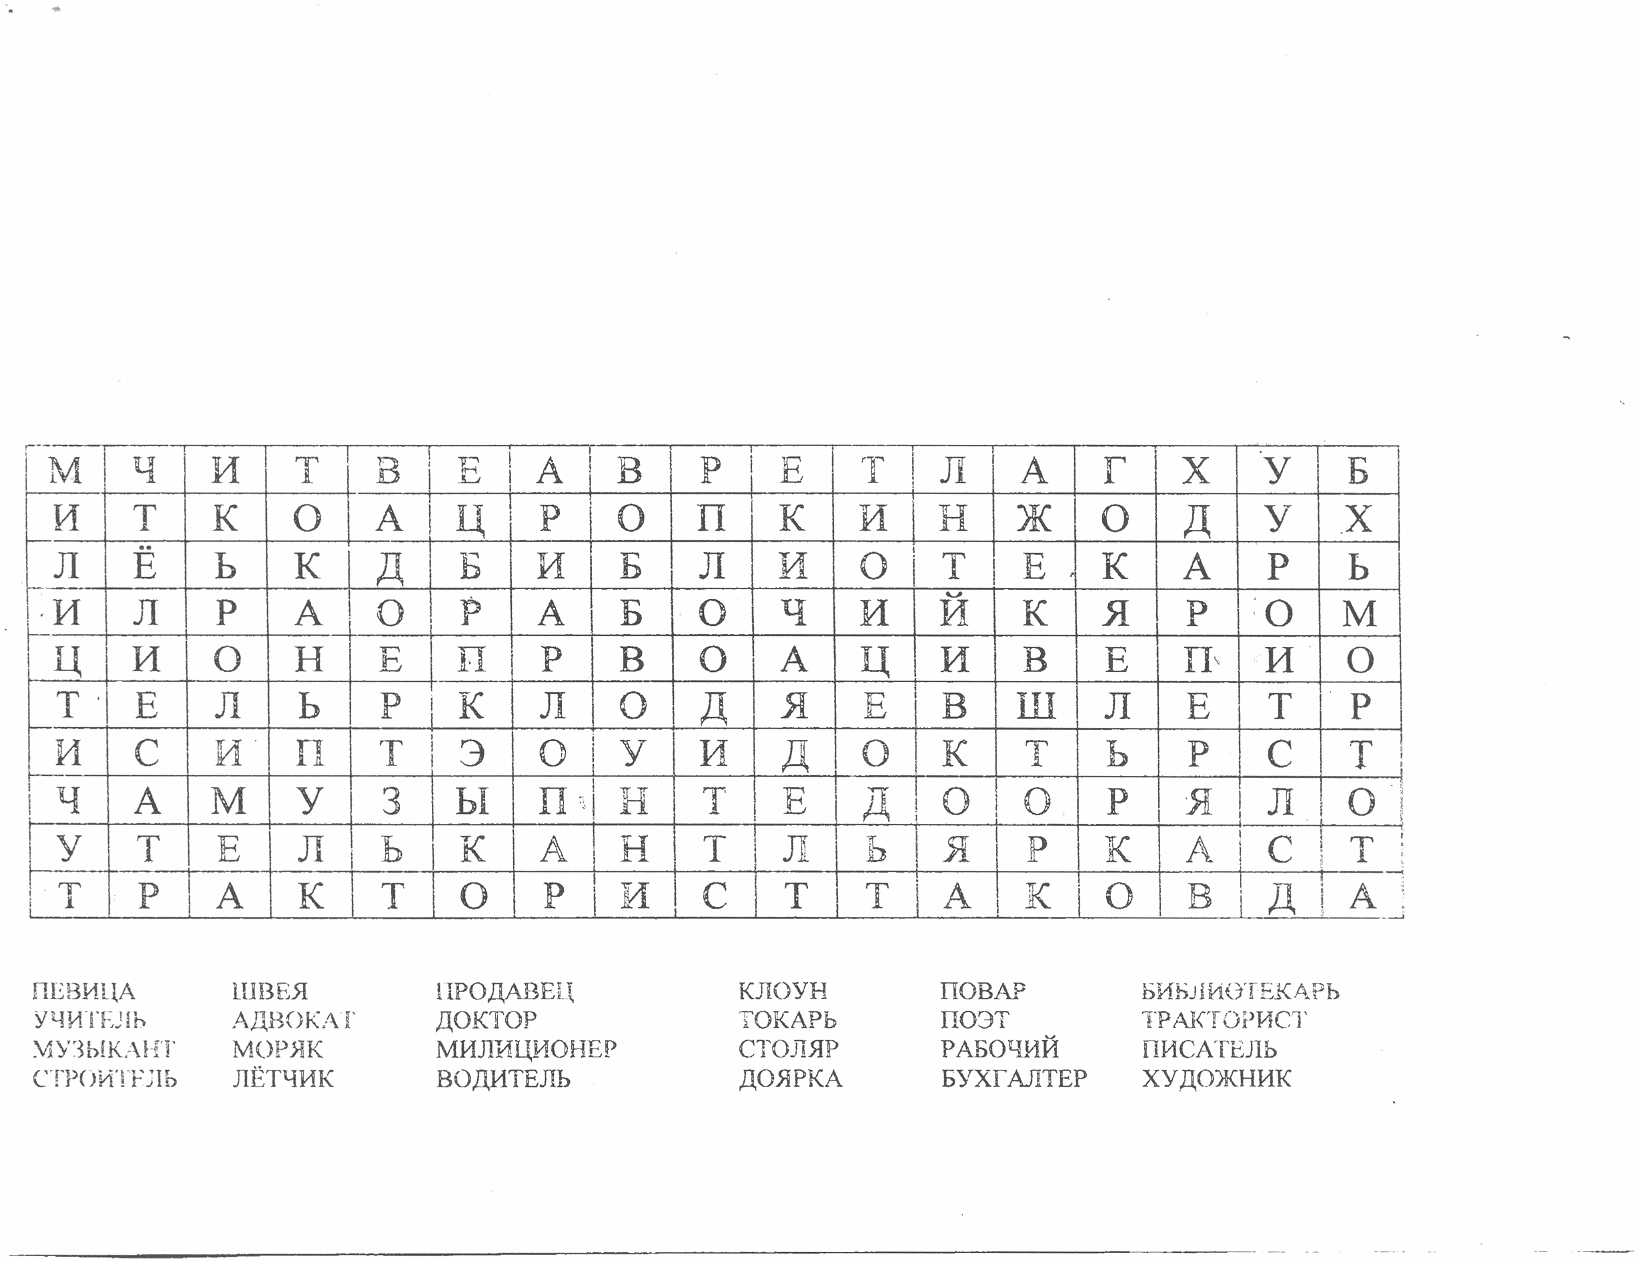 М Ч И Т В Е А В Р Е Т Л А Г Х У Б
И Т К О А Ц Р О П К И Н Ж О Д У Х
Л Ё Ь К Д Б И Б Л И О Т Е К А Р Ь
И Л Р А О Р А Б О Ч И Й К Я Р О М
Ц И О Н Е П Р В О А Ц И В Е П И О
Т Е Л Ь Р К Л О Д Я Е В Ш Л Е Т Р
И С И П Т Э О У И Д О К Т Ь Р С Т
Ч А М У З Ы П Н Т Е Д О О Р Я Л О
У Т Е Л Ь К А Н Т Л Ь Я Р К А С Т
Т Р А К Т О Р И С Т Т А К О В Д А
ПЕВИЦА ШВЕЯ ПРОДАВЕЦ КЛОУН ПОВАР БИБЛИОТЕКАРЬ
УЧИТЕЛЬ АДВОКАТ ДОКТОР ТОКАРЬ ПОЭТ ТРАКТОРИСТ
МУЗЫКАНТ МОРЯК МИЛИЦИОНЕР СТОЛЯР РАБОЧИЙ ПИСАТЕЛЬ
СТРОИТЕЛЬ ЛЁТЧИК ВОДИТЕЛЬ ДОЯРКА БУХГАЛТЕР ХУДОЖНИК